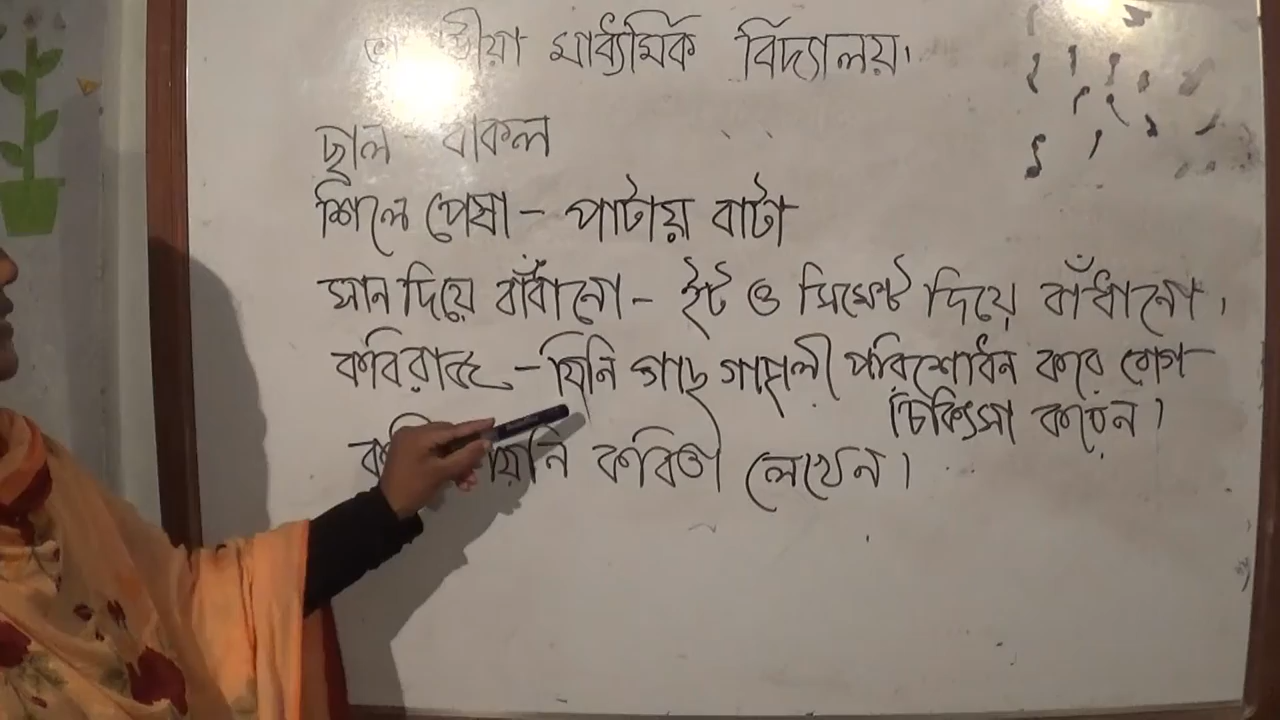 মাধ্যমিক বিদ্যালয়।
ছাল - বাকল
শিলে পেষা - পাটায় বাটা
সান দিয়ে বাঁধানো - ইট ও সিমেন্ট দিয়ে বাঁধানো।
কবিরাজ - যিনি গাছ গাছালী পরিশোধন করে রোগ
চিকিৎসা করেন।
যিনি কবিতা লেখেন।